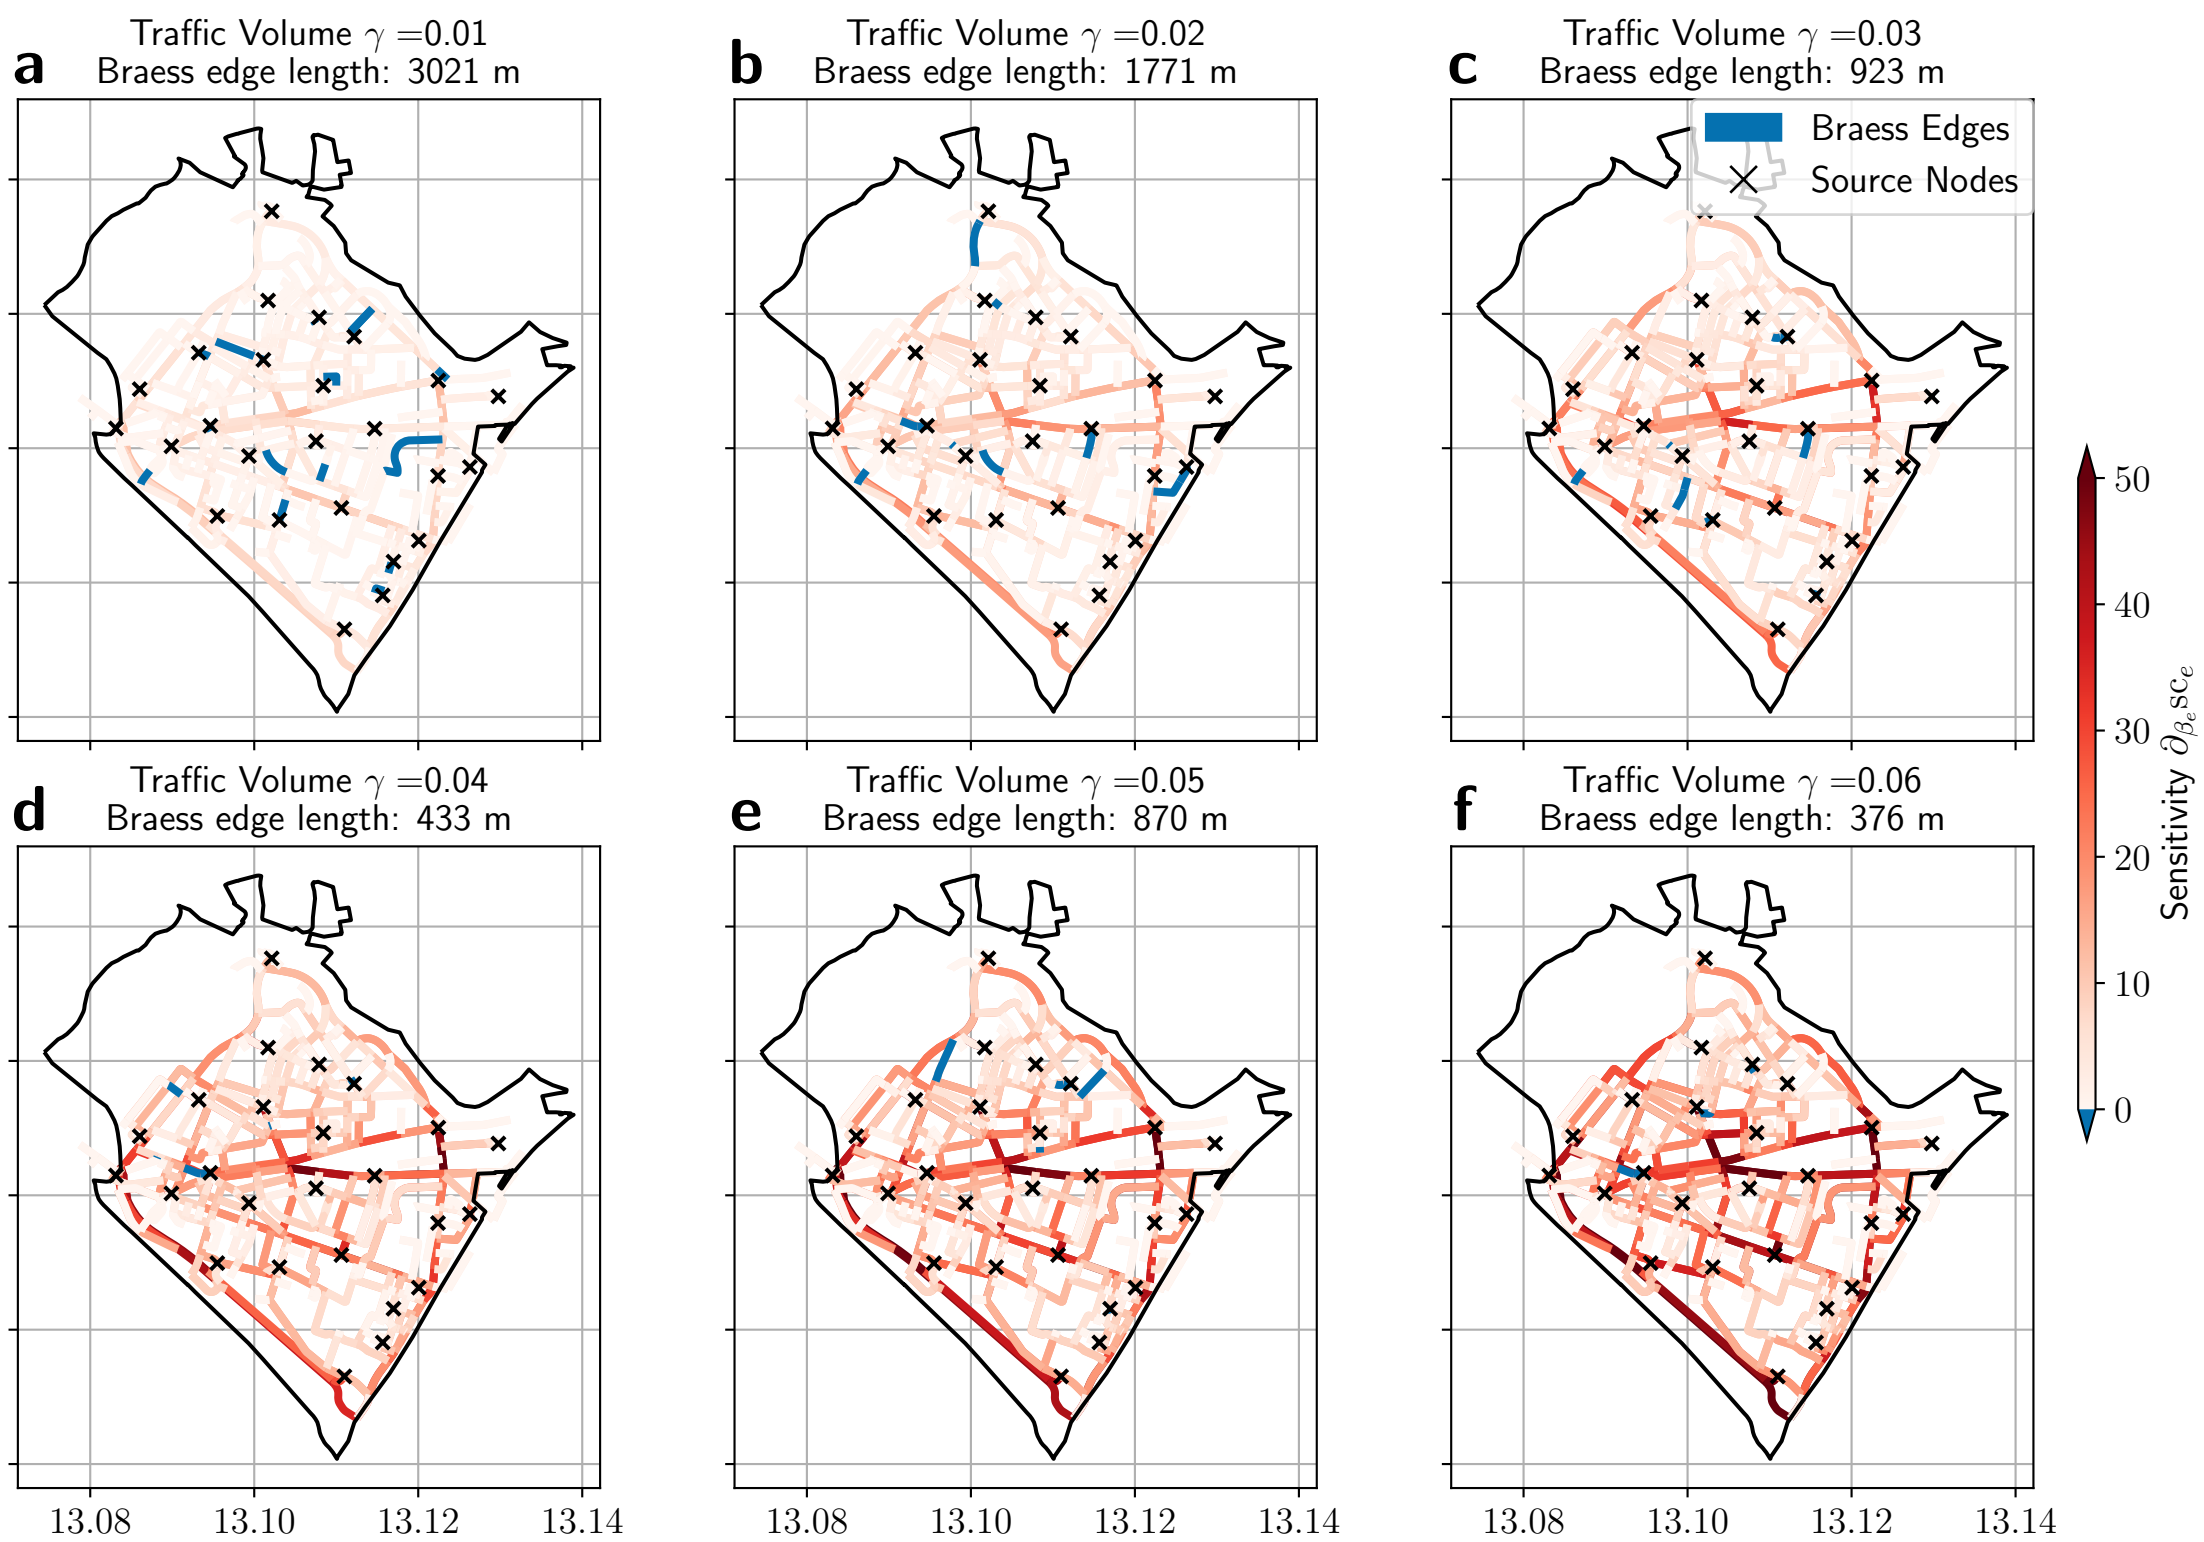 a
Traffic Volume γ =0.01
Braess edge length: 3021 m
b
Traffic Volume γ =0.02
Braess edge length: 1771 m
c
Traffic Volume γ =0.03
Braess edge length: 923 m
Braess Edges
Source Nodes
d
Traffic Volume γ =0.04
Braess edge length: 433 m
e
Traffic Volume γ =0.05
Braess edge length: 870 m
f
Traffic Volume γ =0.06
Braess edge length: 376 m
13.08 13.10 13.12 13.14
13.08 13.10 13.12 13.14
13.08 13.10 13.12 13.14
50
40
30
20
10
0
Sensitivity ∂βₑscₑ